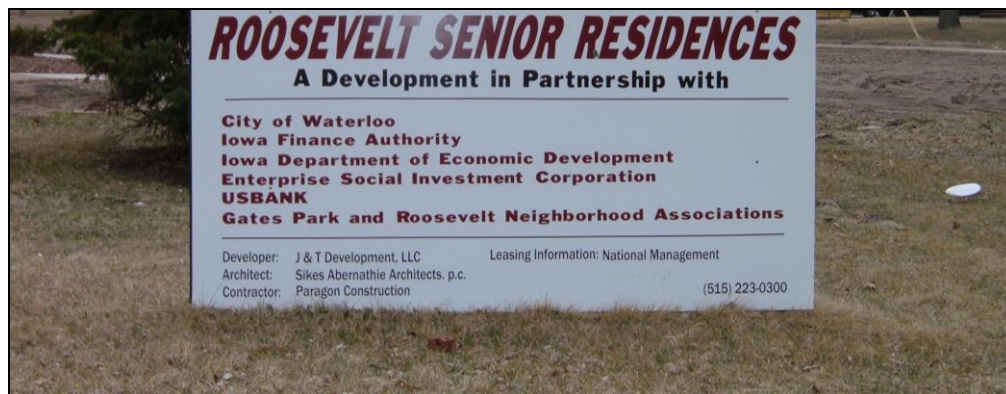 ROOSEVELT SENIOR RESIDENCES
A Development in Partnership with
City of Waterloo
Iowa Finance Authority
Iowa Department of Economic Development
Enterprise Social Investment Corporation
USBANK
Gates Park and Roosevelt Neighborhood Associations
Developer: J & T Development, LLC
Architect: Sikes Abernathie Architects. p.c.
Contractor: Paragon Construction
Leasing Information: National Management
(515) 223-0300